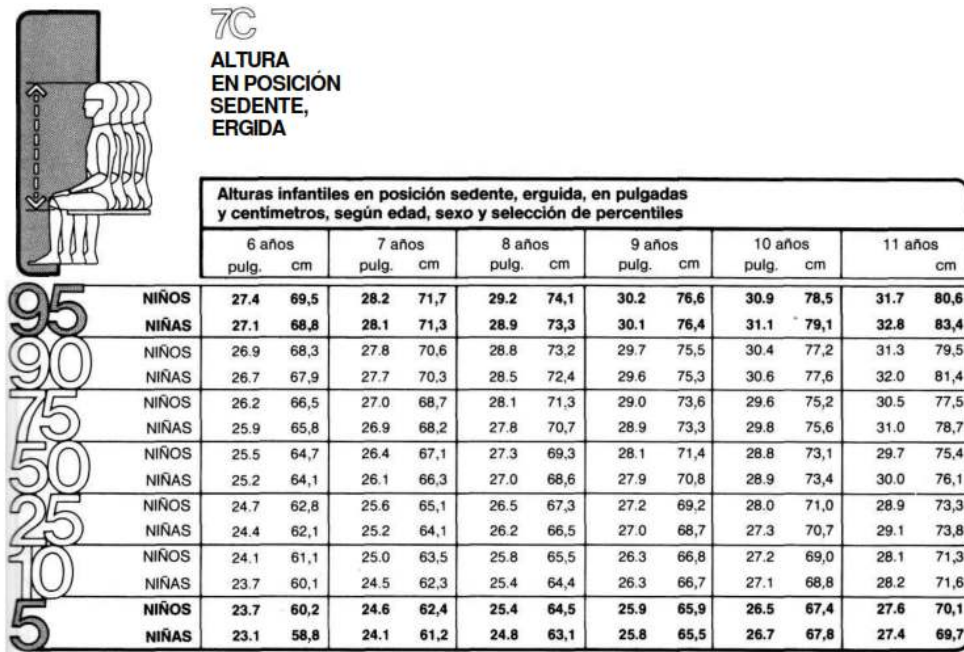 7C
ALTURA
EN POSICIÓN
SEDENTE,
ERGIDA
Alturas infantiles en posición sedente, erguida, en pulgadas
y centímetros, según edad, sexo y selección de percentiles
6 años 7 años 8 años 9 años 10 años 11 años
pulg. cm pulg. cm pulg. cm pulg. cm pulg. cm cm
95 NIÑOS 27.4 69,5 28.2 71,7 29.2 74,1 30.2 76,6 30.9 78,5 31.7 80,6
NIÑAS 27.1 68,8 28.1 71,3 28.9 73,3 30.1 76,4 31.1 79,1 32.8 83,4
90 NIÑOS 26.9 68,3 27.8 70,6 28.8 73,2 29.7 75,5 30.4 77,2 31.3 79,5
NIÑAS 26.7 67,9 27.7 70,3 28.5 72,4 29.6 75,3 30.6 77,6 32.0 81,4
75 NIÑOS 26.2 66,5 27.0 68,7 28.1 71,3 29.0 73,6 29.6 75,2 30.5 77,5
NIÑAS 25.9 65,8 26.9 68,2 27.8 70,7 28.9 73,3 29.8 75,6 31.0 78,7
50 NIÑOS 25.5 64,7 26.4 67,1 27.3 69,3 28.1 71,4 28.8 73,1 29.7 75,4
NIÑAS 25.2 64,1 26.1 66,3 27.0 68,6 27.9 70,8 28.9 73,4 30.0 76,1
25 NIÑOS 24.7 62,8 25.6 65,1 26.5 67,3 27.2 69,2 28.0 71,0 28.9 73,3
NIÑAS 24.4 62,1 25.2 64,1 26.2 66,5 27.0 68,7 27.3 70,7 29.1 73,8
10 NIÑOS 24.1 61,1 25.0 63,5 25.8 65,5 26.3 66,8 27.2 69,0 28.1 71,3
NIÑAS 23.7 60,1 24.5 62,3 25.4 64,4 26.3 66,7 27.1 68,8 28.2 71,6
5 NIÑOS 23.7 60,2 24.6 62,4 25.4 64,5 25.9 65,9 26.5 67,4 27.6 70,1
NIÑAS 23.1 58,8 24.1 61,2 24.8 63,1 25.8 65,5 26.7 67,8 27.4 69,7